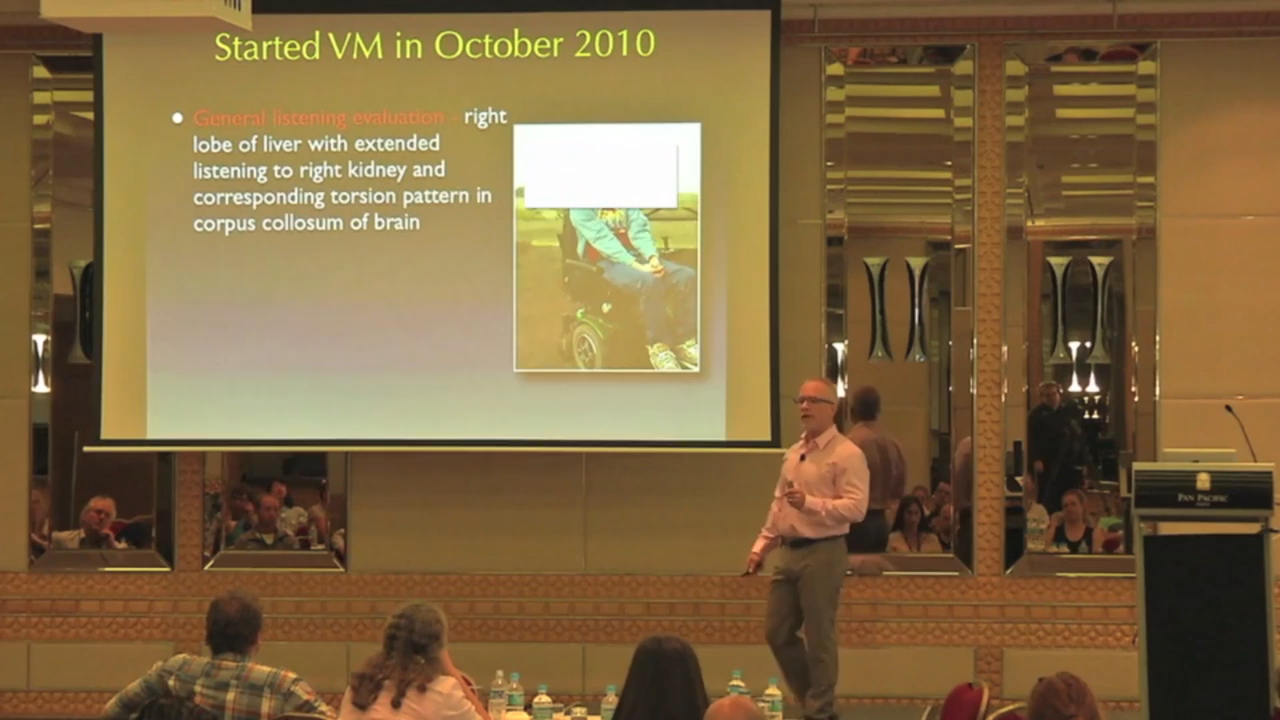 Started VM in October 2010
General listening evaluation - right
lobe of liver with extended
listening to right kidney and
corresponding torsion pattern in
corpus collosum of brain
PAN PACIFIC